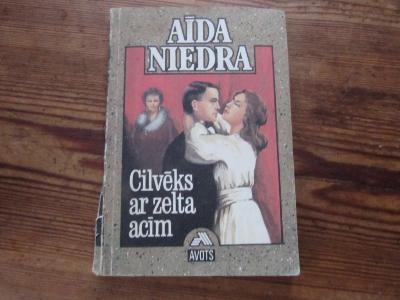 AĪDA
NIEDRA
Cilvēks
ar zelta
acīm
AVOTS